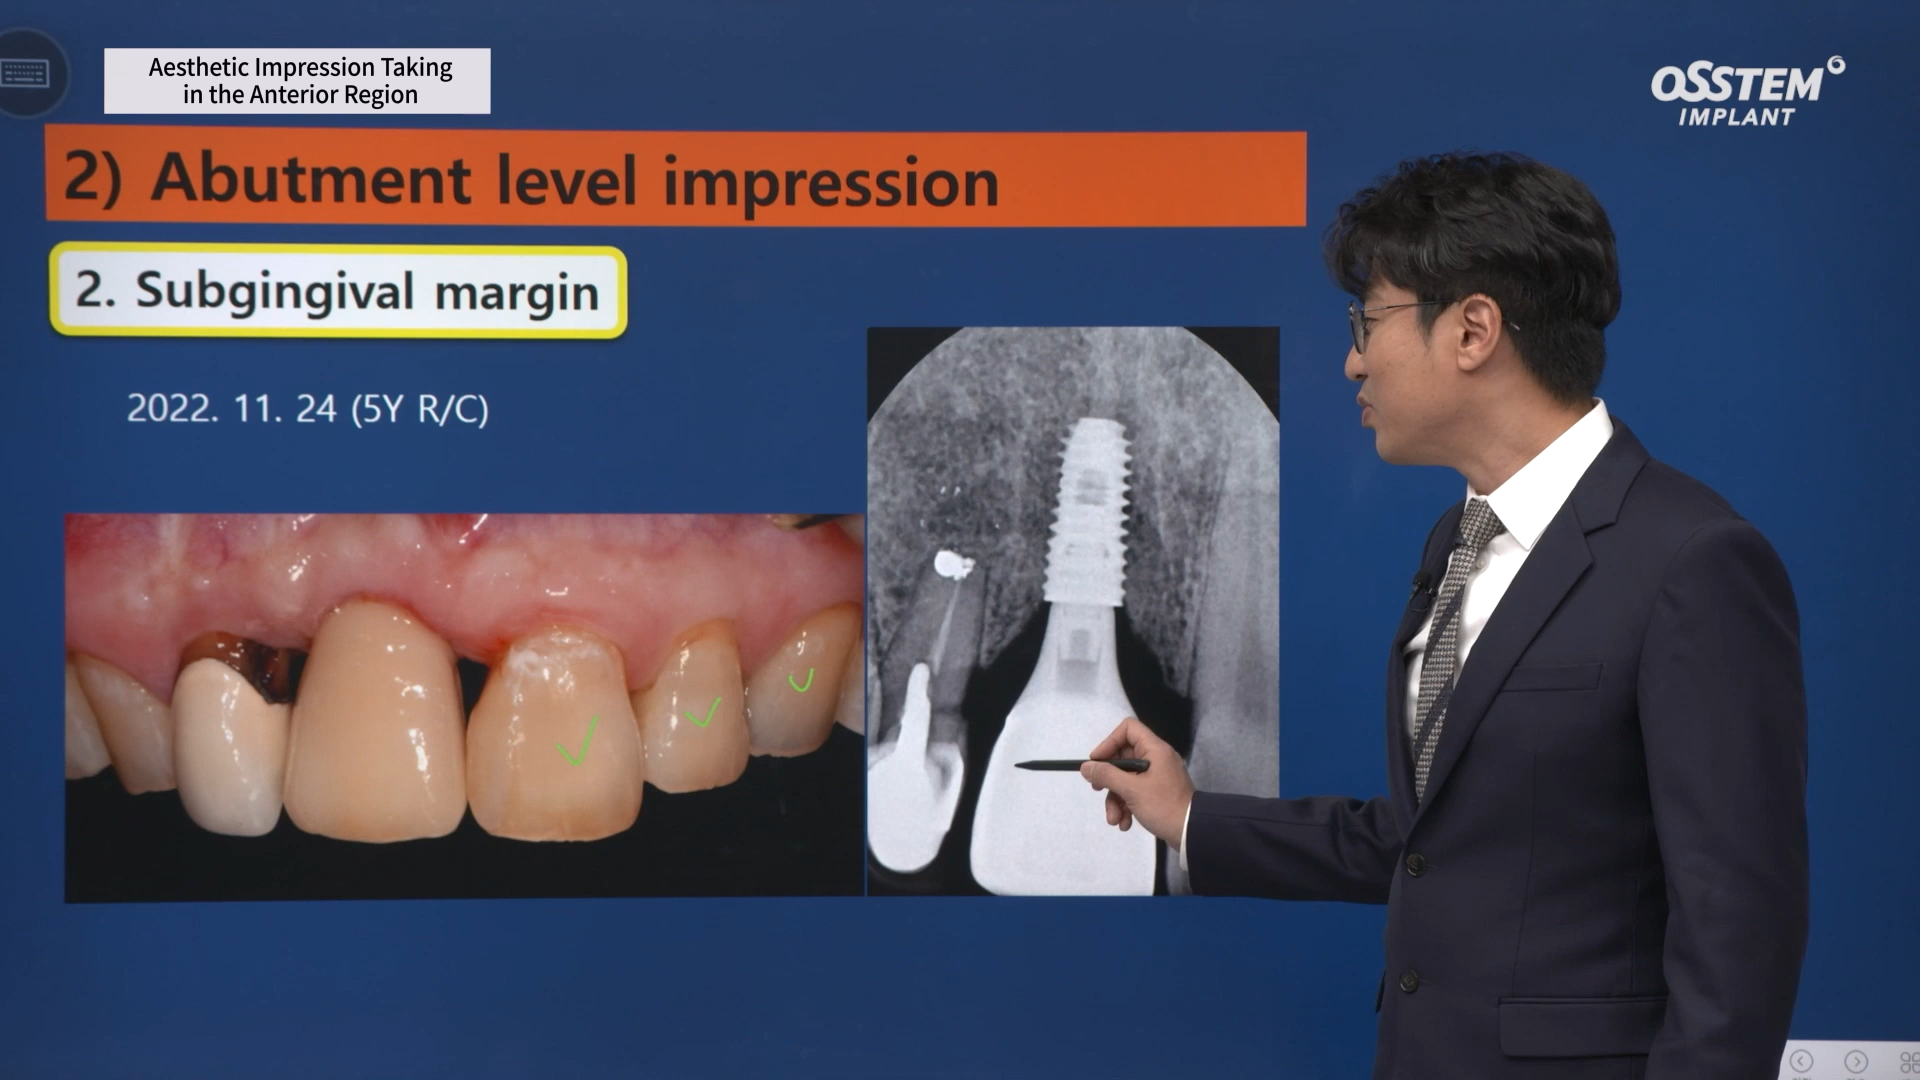 Aesthetic Impression Taking
in the Anterior Region
OSSTEM
IMPLANT
2) Abutment level impression
2. Subgingival margin
2022. 11. 24 (5Y R/C)